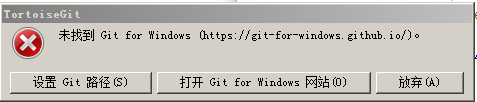 TortoiseGit
未找到 Git for Windows (https://git-for-windows.github.io/)。
设置 Git 路径(S)
打开 Git for Windows 网站(O)
放弃(A)